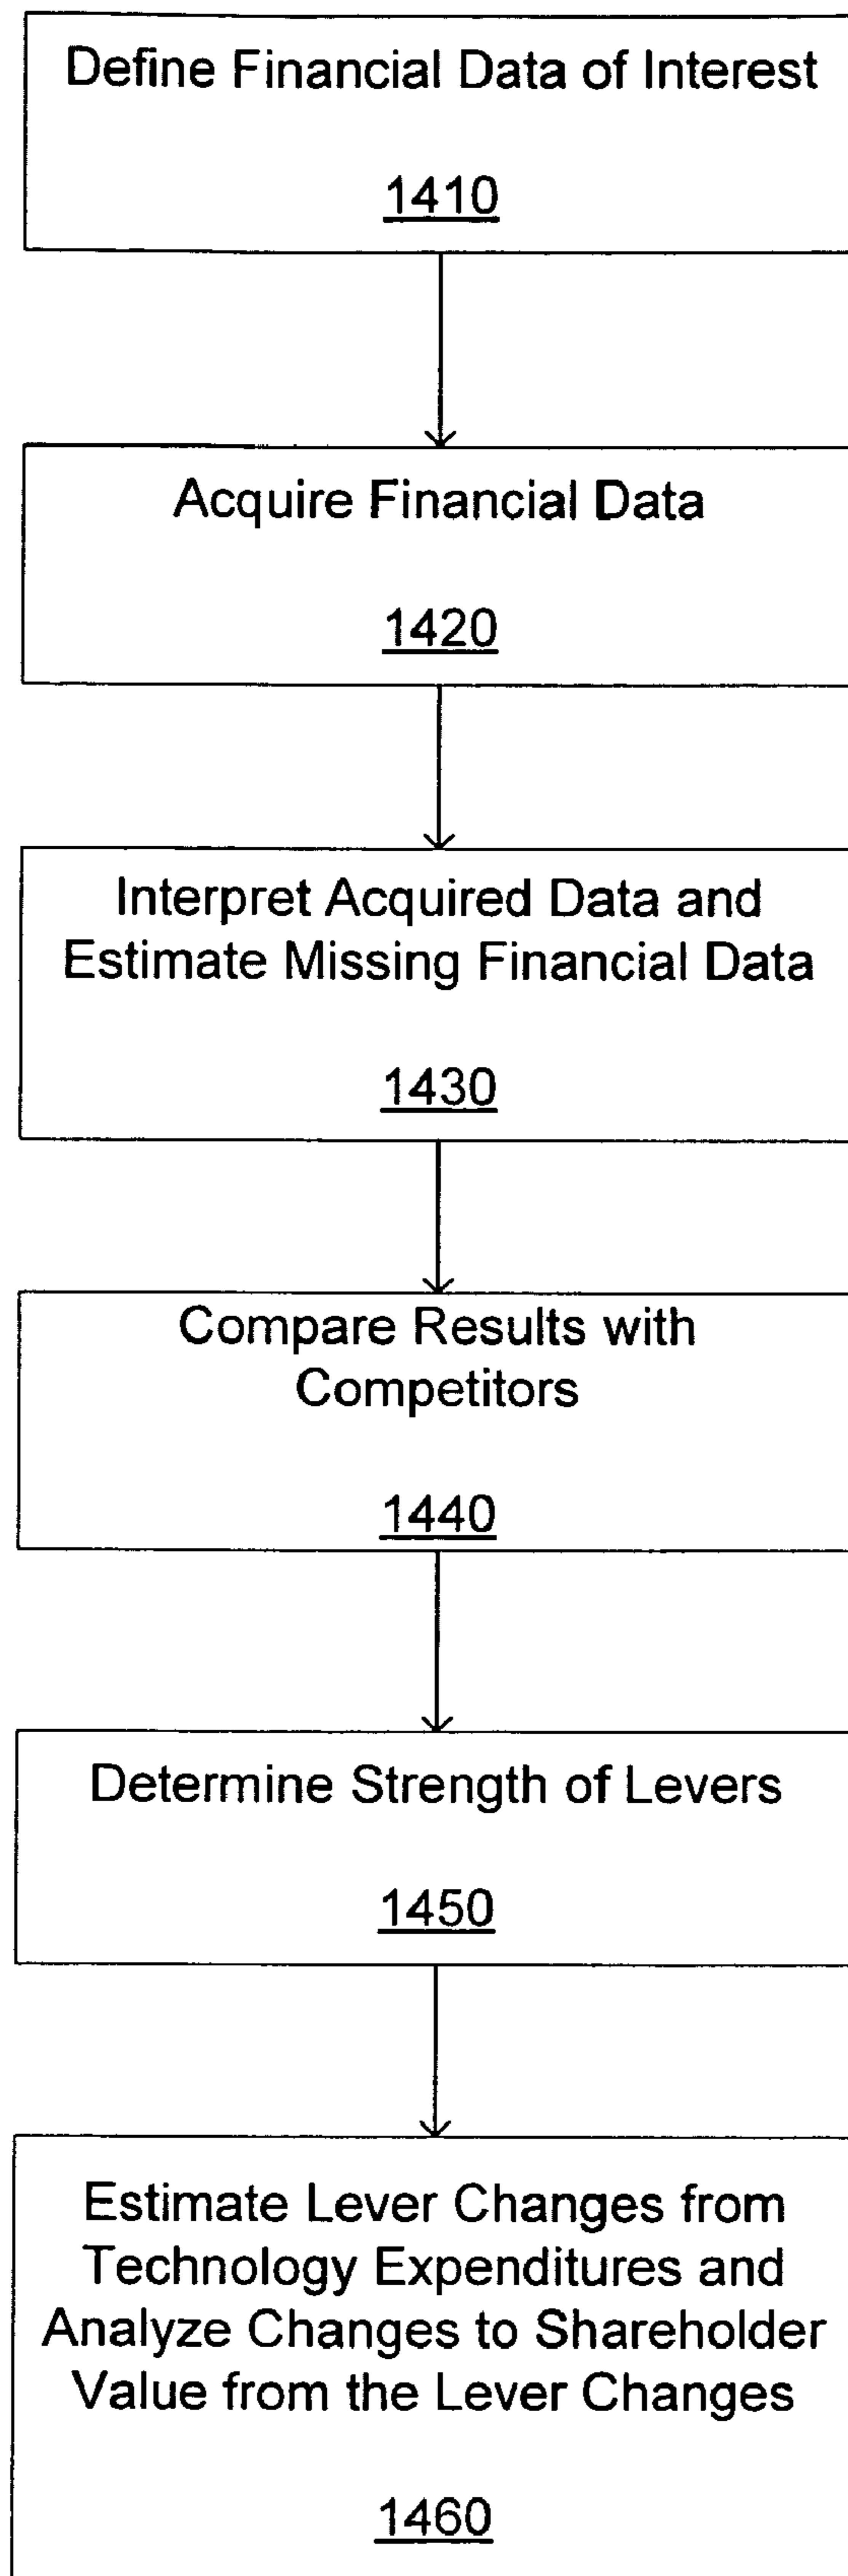 Define Financial Data of Interest
1410
Acquire Financial Data
1420
Interpret Acquired Data and
Estimate Missing Financial Data
1430
Compare Results with
Competitors
1440
Determine Strength of Levers
1450
Estimate Lever Changes from
Technology Expenditures and
Analyze Changes to Shareholder
Value from the Lever Changes
1460